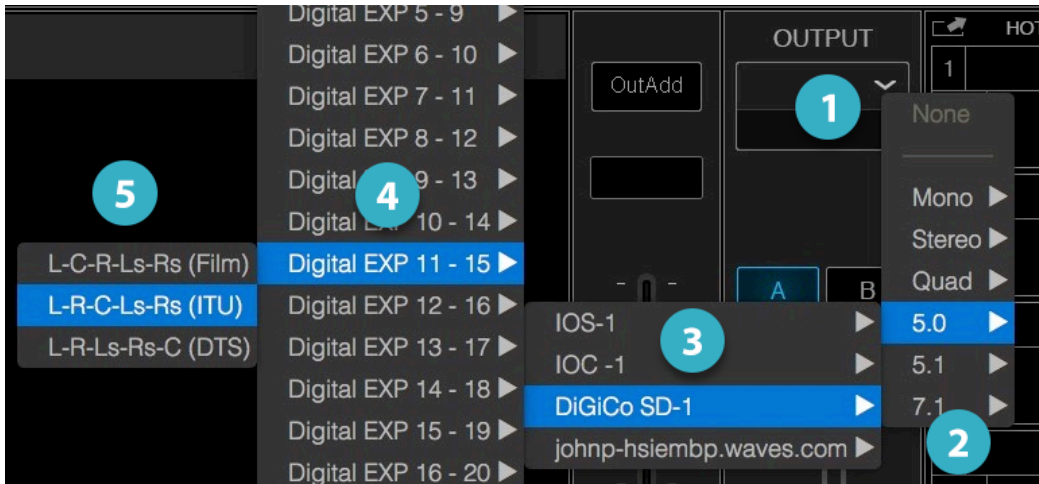 Digital EXP 5 - 9
Digital EXP 6 - 10
Digital EXP 7 - 11
Digital EXP 8 - 12
Digital 9 - 13
Digital EXP 10 - 14
Digital EXP 11 - 15
Digital EXP 12 - 16
Digital EXP 13 - 17
Digital EXP 14 - 18
Digital EXP 15 - 19
Digital EXP 16 - 20
4
5
L-C-R-Ls-Rs (Film)
L-R-C-Ls-Rs (ITU)
L-R-Ls-Rs-C (DTS)
OutAdd
OUTPUT
1
A
B
HOT
1
None
Mono
Stereo
Quad
5.0
5.1
7.1
2
IOS-1
IOC -1
DiGiCo SD-1
johnp-hsiembp.waves.com
3